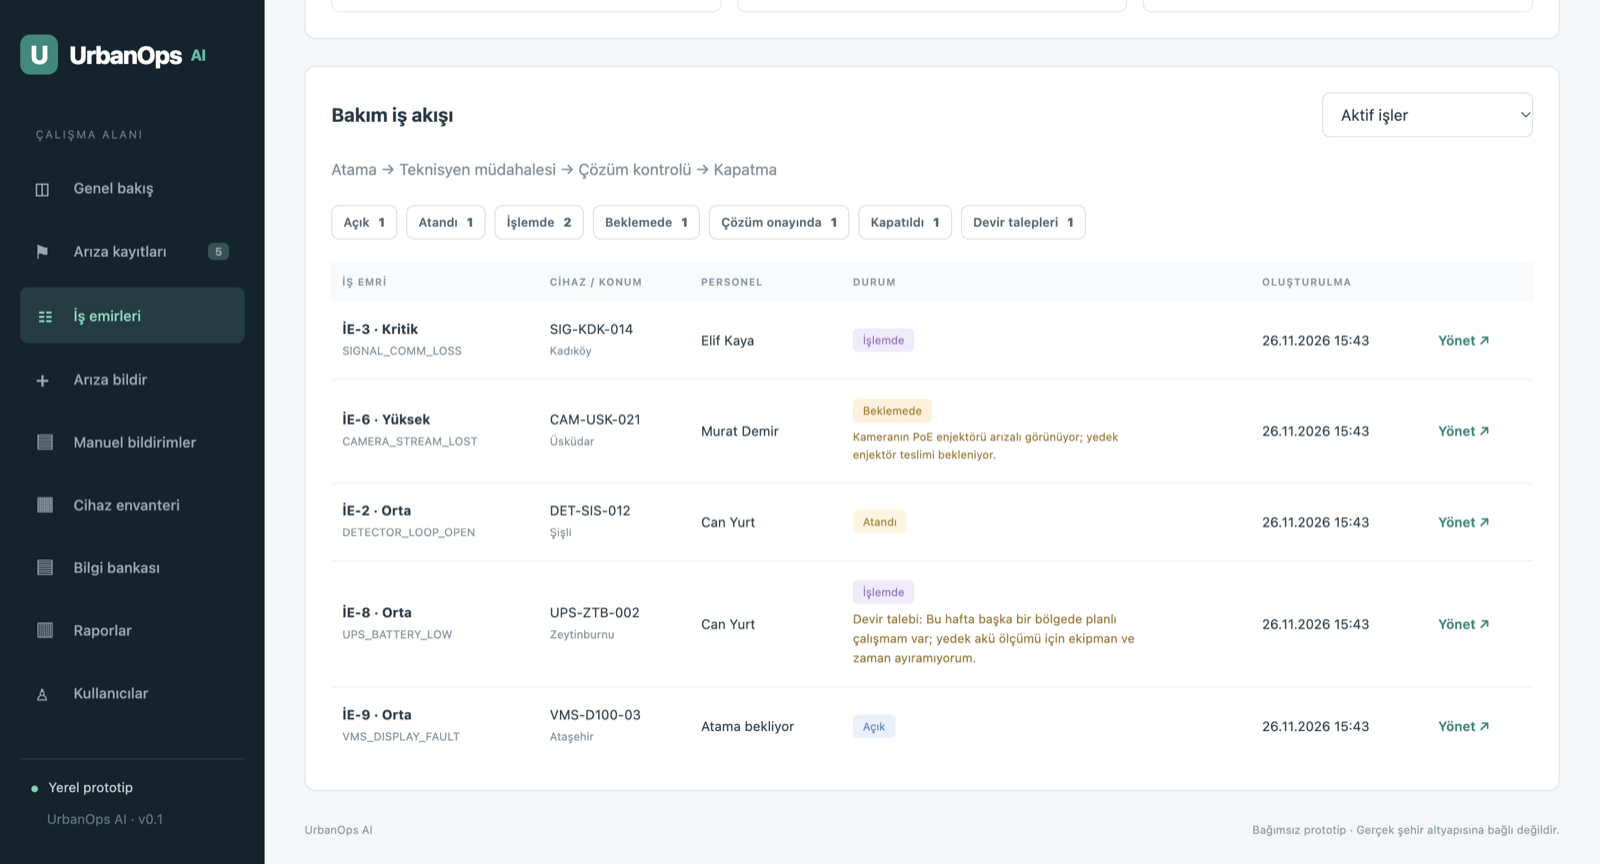 U UrbanOps AI
ÇALIŞMA ALANI
Genel bakış
Arıza kayıtları 5
İş emirleri
Arıza bildir
Manuel bildirimler
Cihaz envanteri
Bilgi bankası
Raporlar
Kullanıcılar
Yerel prototip
UrbanOps AI · v0.1
Bakım iş akışı
Aktif işler
Atama → Teknisyen müdahalesi → Çözüm kontrolü → Kapatma
Açık 1 Atandı 1 İşlemde 2 Beklemede 1 Çözüm onayında 1 Kapatıldı 1 Devir talepleri 1
İŞ EMRİ CİHAZ / KONUM PERSONEL DURUM OLUŞTURULMA
İE-3 · Kritik
SIGNAL_COMM_LOSS
SIG-KDK-014
Kadıköy
Elif Kaya
İşlemde
26.11.2026 15:43
Yönet ↗
İE-6 · Yüksek
CAMERA_STREAM_LOST
CAM-USK-021
Üsküdar
Murat Demir
Beklemede
Kameranın PoE enjektörü arızalı görünüyor; yedek
enjektör teslimi bekleniyor.
26.11.2026 15:43
Yönet ↗
İE-2 · Orta
DETECTOR_LOOP_OPEN
DET-SIS-012
Şişli
Can Yurt
Atandı
26.11.2026 15:43
Yönet ↗
İE-8 · Orta
UPS_BATTERY_LOW
UPS-ZTB-002
Zeytinburnu
Can Yurt
İşlemde
Devir talebi: Bu hafta başka bir bölgede planlı
çalışmam var; yedek akü ölçümü için ekipman ve
zaman ayıramıyorum.
26.11.2026 15:43
Yönet ↗
İE-9 · Orta
VMS_DISPLAY_FAULT
VMS-D100-03
Ataşehir
Atama bekliyor
Açık
26.11.2026 15:43
Yönet ↗
UrbanOps AI
Bağımsız prototip · Gerçek şehir altyapısına bağlı değildir.